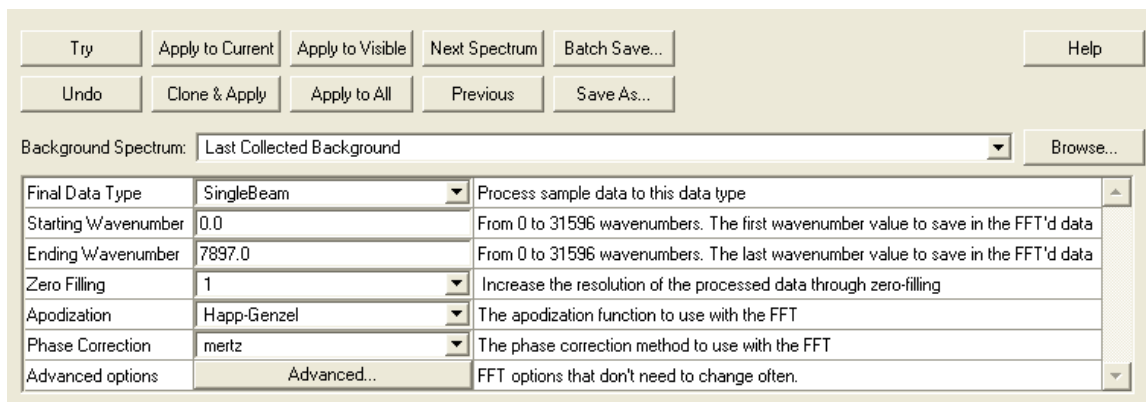 Try Apply to Current Apply to Visible Next Spectrum Batch Save... Help
Undo Clone & Apply Apply to All Previous Save As...
Background Spectrum: Last Collected Background Browse...
Final Data Type SingleBeam Process sample data to this data type
Starting Wavenumber 0.0 From 0 to 31596 wavenumbers. The first wavenumber value to save in the FFT'd data
Ending Wavenumber 7897.0 From 0 to 31596 wavenumbers. The last wavenumber value to save in the FFT'd data
Zero Filling 1 Increase the resolution of the processed data through zero-filling
Apodization Happ-Genzel The apodization function to use with the FFT
Phase Correction mertz The phase correction method to use with the FFT
Advanced options Advanced... FFT options that don't need to change often.